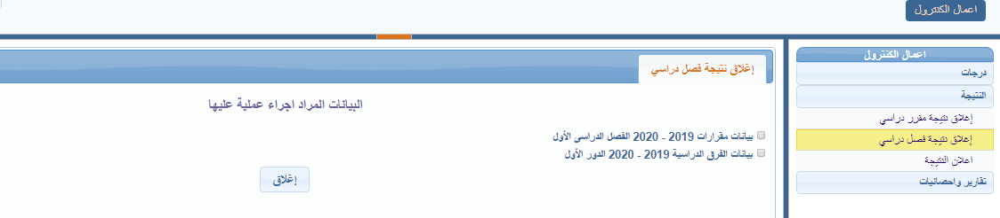 اعمال الكنترول
اعمال الكنترول
درجات
النتيجة
إغلاق نتيجة مقرر دراسي
إغلاق نتيجة فصل دراسي
اعلان النتيجة
تقارير واحصائيات
إغلاق نتيجة فصل دراسي
البيانات المراد اجراء عملية عليها
بيانات مقرارات 2019 - 2020 الفصل الدراسي الأول
بيانات الفرق الدراسية 2019 - 2020 الدور الأول
إغلاق